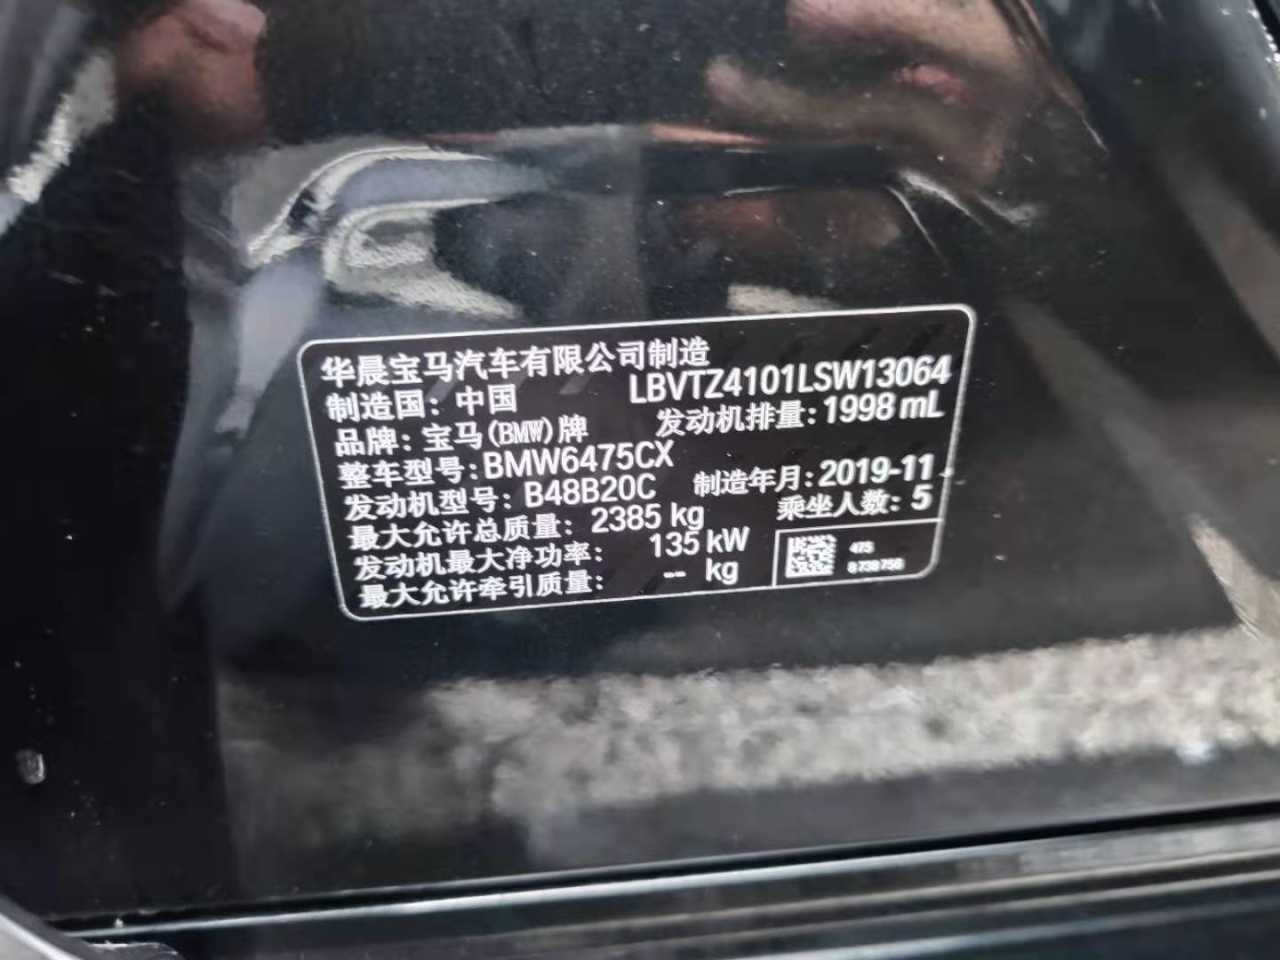 华晨宝马汽车有限公司制造
制造国：中国 LBVTZ4101LSW13064
品牌：宝马(BMW)牌 发动机排量：1998 mL
整车型号：BMW6475CX
发动机型号：B48B20C 制造年月：2019-11
最大允许总质量：2385 kg 乘坐人数：5
发动机最大净功率：135 kW
最大允许牵引质量：-- kg
475
8 738 750